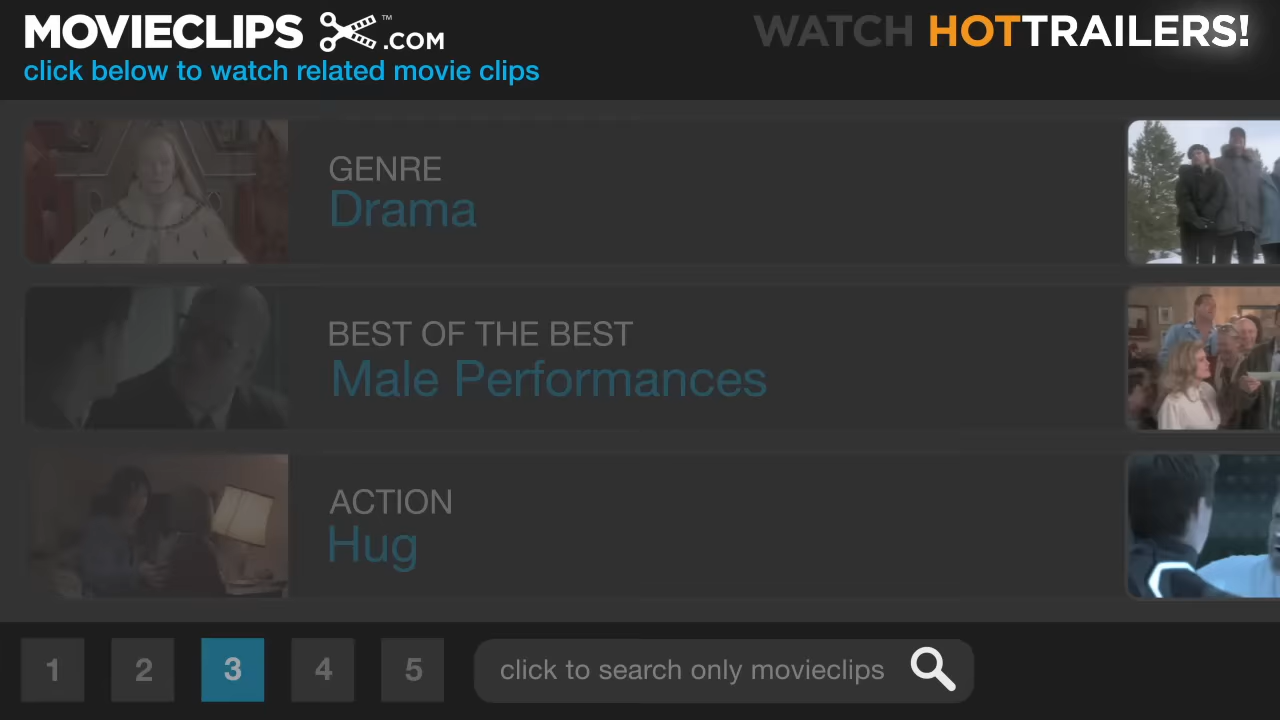 MOVIECLIPS ™ .COM
WATCH HOTTRAILERS!
click below to watch related movie clips
GENRE
Drama
BEST OF THE BEST
Male Performances
ACTION
Hug
1 2 3 4 5
click to search only movieclips